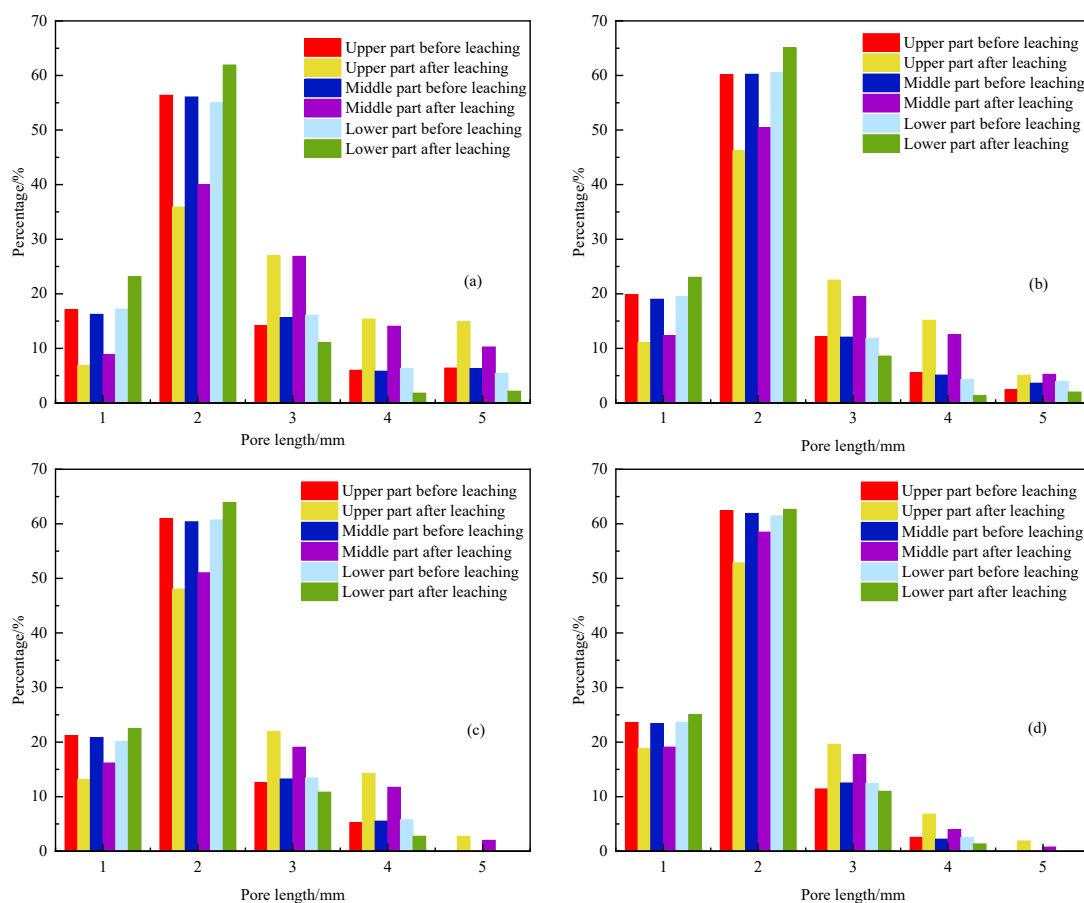 70
60
50
40
30
20
10
0
Percentage/%
Upper part before leaching
Upper part after leaching
Middle part before leaching
Middle part after leaching
Lower part before leaching
Lower part after leaching
(a)
1 2 3 4 5
Pore length/mm
70
60
50
40
30
20
10
0
Percentage/%
Upper part before leaching
Upper part after leaching
Middle part before leaching
Middle part after leaching
Lower part before leaching
Lower part after leaching
(b)
1 2 3 4 5
Pore length/mm
70
60
50
40
30
20
10
0
Percentage/%
Upper part before leaching
Upper part after leaching
Middle part before leaching
Middle part after leaching
Lower part before leaching
Lower part after leaching
(c)
1 2 3 4 5
Pore length/mm
70
60
50
40
30
20
10
0
Percentage/%
Upper part before leaching
Upper part after leaching
Middle part before leaching
Middle part after leaching
Lower part before leaching
Lower part after leaching
(d)
1 2 3 4 5
Pore length/mm